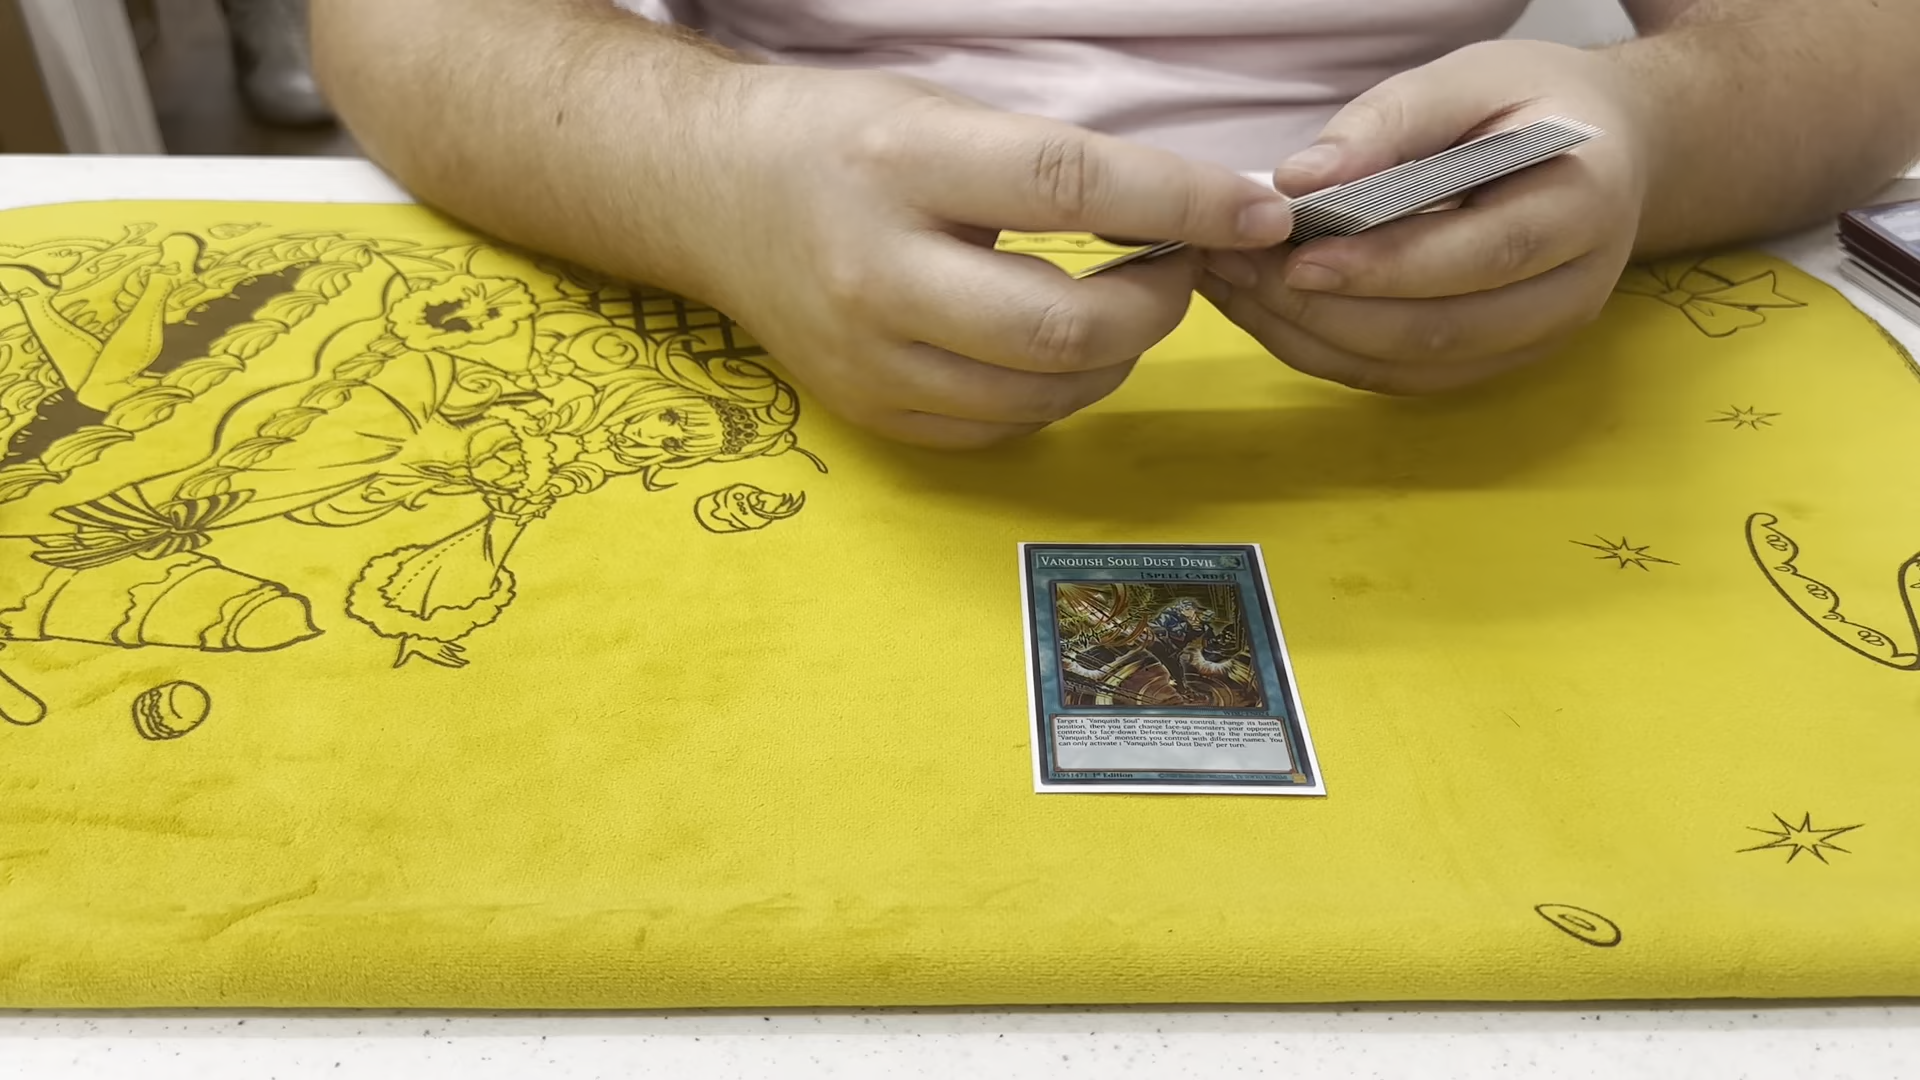 VANQUISH SOUL DUST DEVIL
[SPELL CARD
Target 1 "Vanquish Soul" monster you control; change its battle
position, then you can change face-up monsters your opponent
controls to face-down Defense Position, up to the number of
"Vanquish Soul" monsters you control with different names. You
can only activate 1 "Vanquish Soul Dust Devil" per turn.
1st Edition